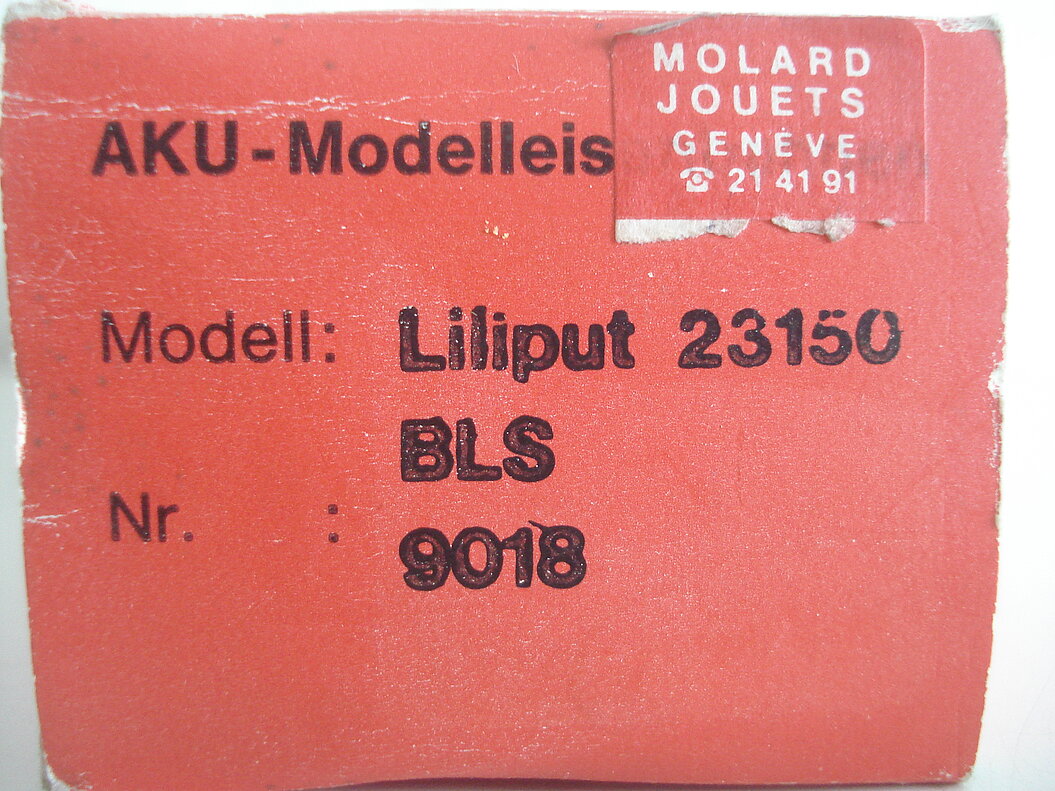 AKU-Modelleis
MOLARD
JOUETS
GENÈVE
☎ 21 41 91
Modell: Liliput 23150
BLS
Nr. : 9018